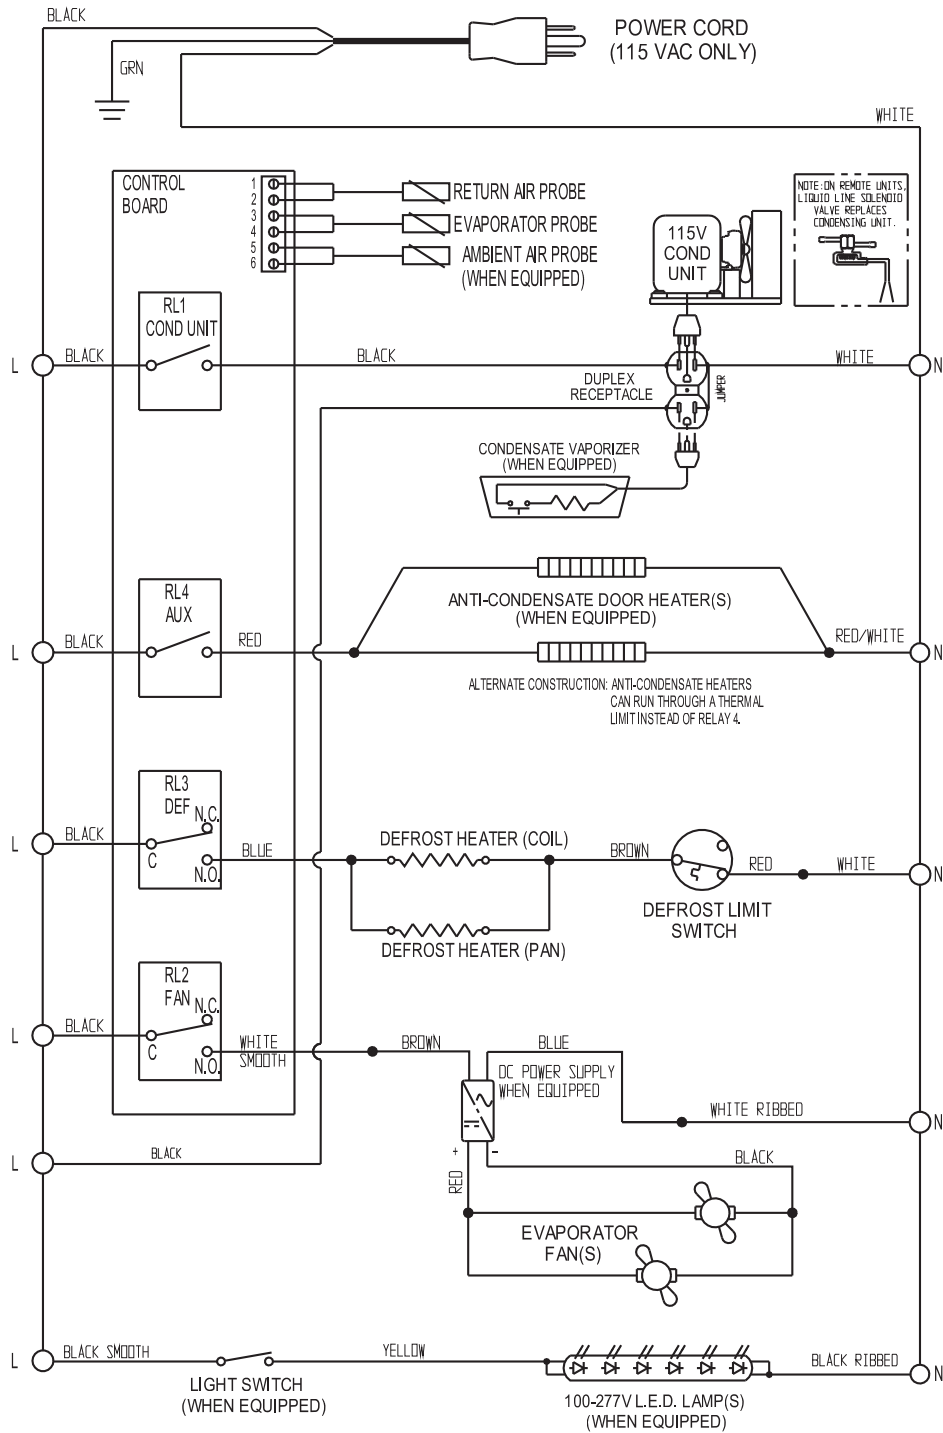 BLACK
POWER CORD
(115 VAC ONLY)
GRN
WHITE
CONTROL
BOARD
1
2
3
4
5
6
RETURN AIR PROBE
EVAPORATOR PROBE
AMBIENT AIR PROBE
(WHEN EQUIPPED)
115V
COND
UNIT
NOTE:ON REMOTE UNITS,
LIQUID LINE SOLENOID
VALVE REPLACES
CONDENSING UNIT.
RL1
COND UNIT
L
BLACK
BLACK
WHITE
N
DUPLEX
RECEPTACLE
JUMPER
CONDENSATE VAPORIZER
(WHEN EQUIPPED)
RL4
AUX
L
BLACK
RED
ANTI-CONDENSATE DOOR HEATER(S)
(WHEN EQUIPPED)
RED/WHITE
N
ALTERNATE CONSTRUCTION: ANTI-CONDENSATE HEATERS
CAN RUN THROUGH A THERMAL
LIMIT INSTEAD OF RELAY 4.
RL3
DEF
N.C.
L
BLACK
C
N.O.
BLUE
DEFROST HEATER (COIL)
BROWN
RED
WHITE
N
DEFROST LIMIT
SWITCH
DEFROST HEATER (PAN)
RL2
FAN
N.C.
L
BLACK
C
N.O.
WHITE
SMOOTH
BROWN
BLUE
DC POWER SUPPLY
WHEN EQUIPPED
WHITE RIBBED
N
L
BLACK
+
-
RED
BLACK
EVAPORATOR
FAN(S)
L
BLACK SMOOTH
YELLOW
BLACK RIBBED
N
LIGHT SWITCH
(WHEN EQUIPPED)
100-277V L.E.D. LAMP(S)
(WHEN EQUIPPED)